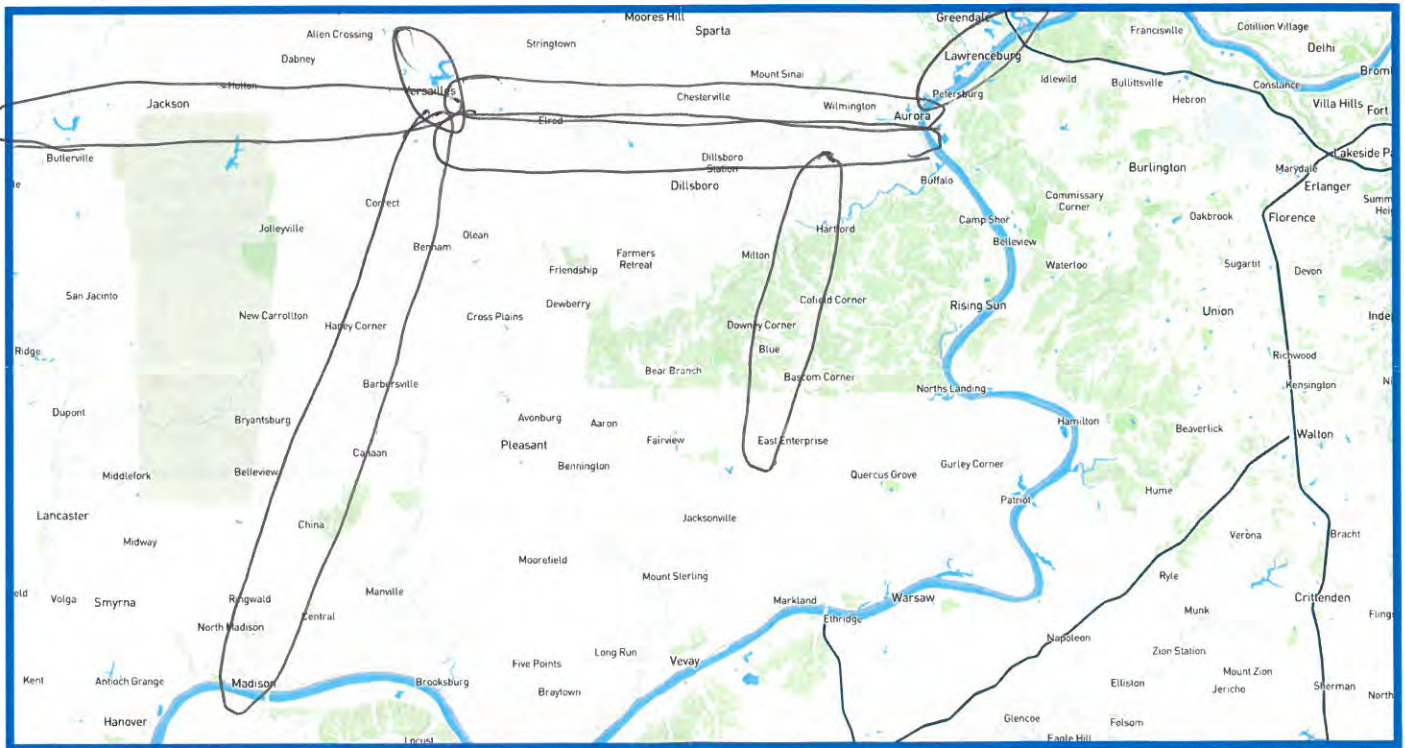 Moores Hill
Greendale
Allen Crossing
Sparta
Francisville
Cotillion Village
Stringtown
Delhi
Dabney
Lawrenceburg
Mount Sinai
Idlewild
Bullittsville
Constance
Holton
Versailles
Chesterville
Petersburg
Hebron
Jackson
Wilmington
Villa Hills
Fort
Elrod
Aurora
Butlerville
Dillsboro
Station
Lakeside Pa
Burlington
Marydale
Dillsboro
Buffalo
Erlanger
Correct
Commissary
Corner
Oakbrook
Florence
Jolleyville
Olean
Hartford
Camp Shor
Benham
Belleview
Farmers
Retreat
Milton
Friendship
Waterloo
Sugartit
Devon
San Jacinto
Dewberry
Cofield Corner
Rising Sun
New Carrollton
Haney Corner
Cross Plains
Downey Corner
Union
Inde
Ridge
Blue
Richwood
Bear Branch
Bascom Corner
Barbersville
Norths Landing
Kensington
Dupont
Bryantsburg
Avonburg
Aaron
Hamilton
Beaverlick
Pleasant
Fairview
East Enterprise
Walton
Canaan
Middlefork
Belleview
Bennington
Quercus Grove
Gurley Corner
Hume
Patriot
Lancaster
China
Jacksonville
Verona
Bracht
Midway
Moorefield
Mount Sterling
Ryle
Volga
Smyrna
Ringwald
Manville
Markland
Warsaw
Crittenden
North Madison
Central
Ethridge
Munk
Napoleon
Long Run
Vevay
Five Points
Zion Station
Kent
Antioch Grange
Madison
Brooksburg
Braytown
Elliston
Mount Zion
Jericho
Sherman
North
Hanover
Glencoe
Folsom
Locust
Eagle Hill